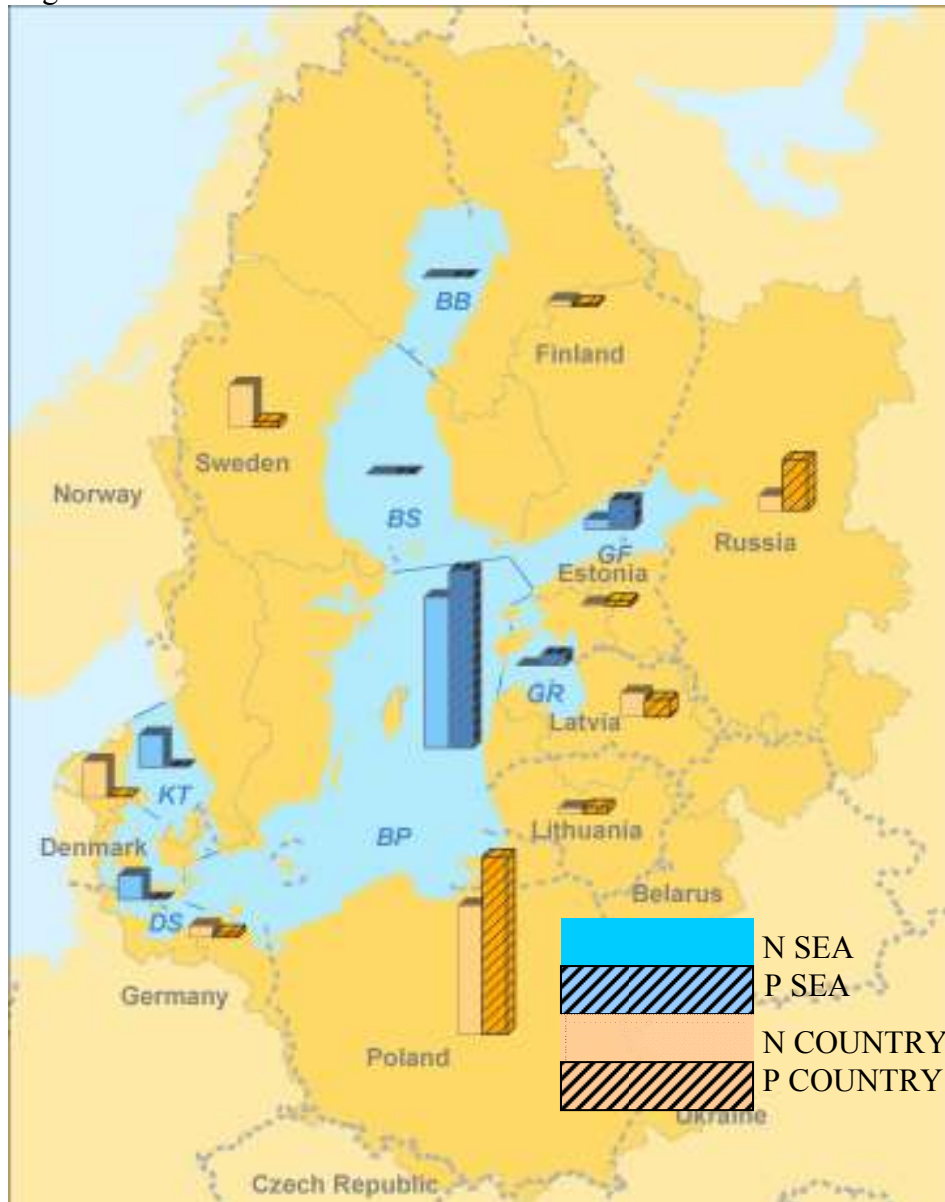 BB
Finland
Sweden
Norway
BS
GF
Russia
Estonia
GR
Latvia
KT
BP
Lithuania
Denmark
Belarus
DS
N SEA
P SEA
Germany
N COUNTRY
Poland
P COUNTRY
Ukraine
Czech Republic